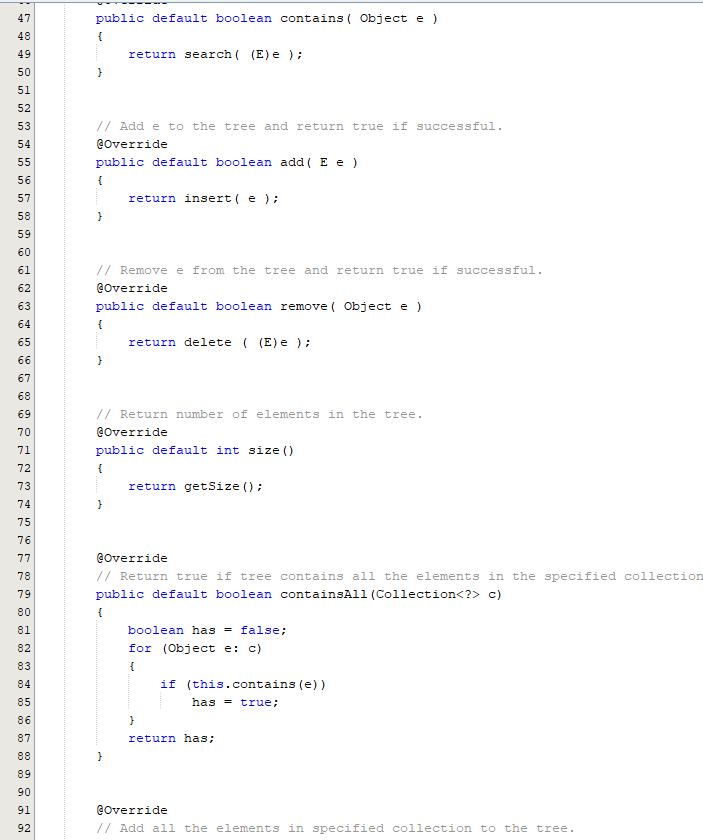 47 public default boolean contains( Object e )
48 {
49 return search( (E)e );
50 }
51
52
53 // Add e to the tree and return true if successful.
54 @Override
55 public default boolean add( E e )
56 {
57 return insert( e );
58 }
59
60
61 // Remove e from the tree and return true if successful.
62 @Override
63 public default boolean remove( Object e )
64 {
65 return delete ( (E)e );
66 }
67
68
69 // Return number of elements in the tree.
70 @Override
71 public default int size()
72 {
73 return getSize();
74 }
75
76
77 @Override
78 // Return true if tree contains all the elements in the specified collection
79 public default boolean containsAll(Collection<?> c)
80 {
81 boolean has = false;
82 for (Object e: c)
83 {
84 if (this.contains(e))
85 has = true;
86 }
87 return has;
88 }
89
90
91 @Override
92 // Add all the elements in specified collection to the tree.